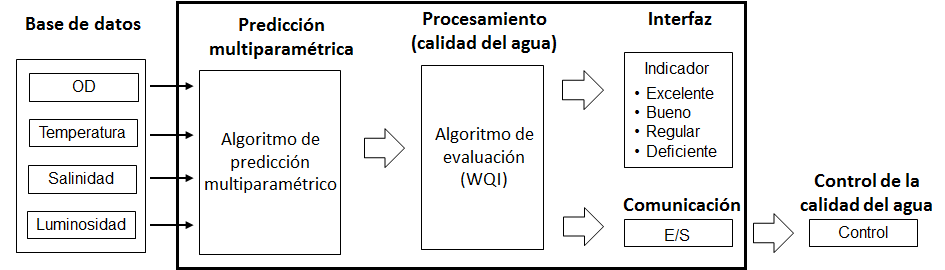 Base de datos
OD
Temperatura
Salinidad
Luminosidad
Predicción
multiparamétrica
Algoritmo de
predicción
multiparamétrico
Procesamiento
(calidad del agua)
Algoritmo de
evaluación
(WQI)
Interfaz
Indicador
• Excelente
• Bueno
• Regular
• Deficiente
Comunicación
E/S
Control de la
calidad del agua
Control